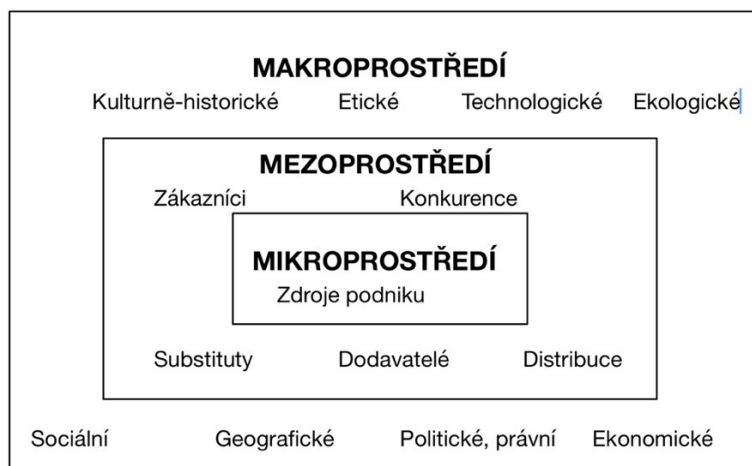 MAKROPROSTŘEDÍ
Kulturně-historické Etické Technologické Ekologické
MEZOPROSTŘEDÍ
Zákazníci Konkurence
MIKROPROSTŘEDÍ
Zdroje podniku
Substituty Dodavatelé Distribuce
Sociální Geografické Politické, právní Ekonomické